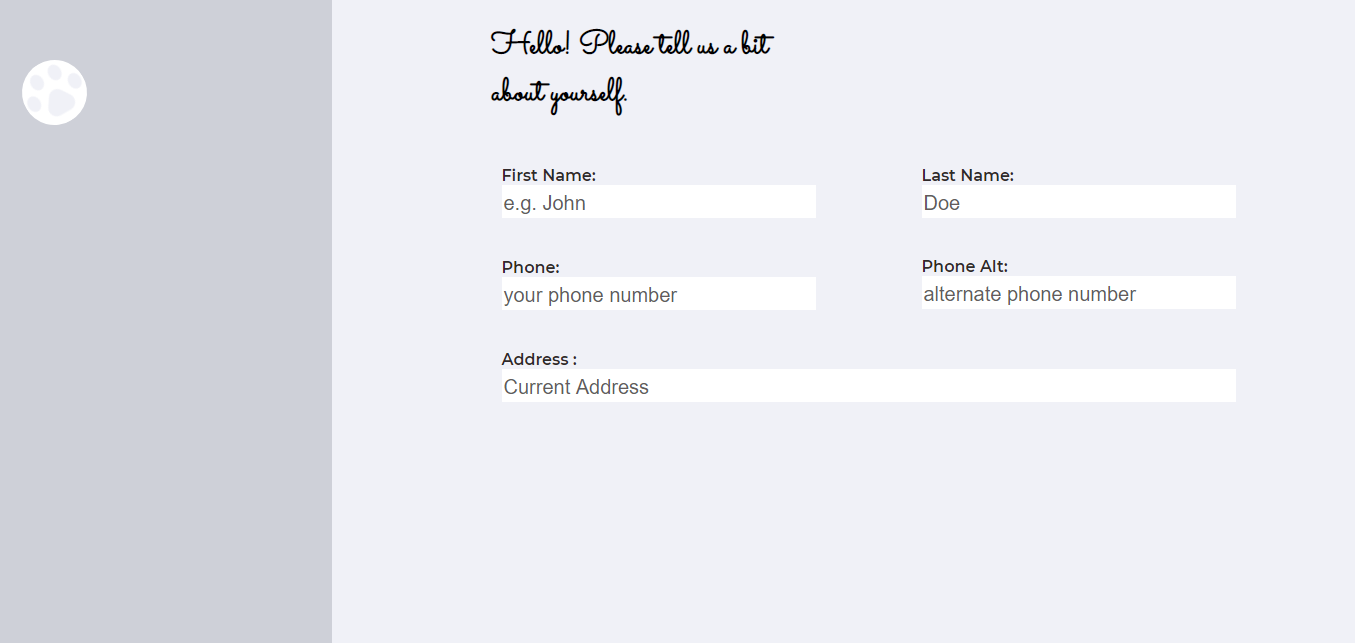 Hello! Please tell us a bit
about yourself.
First Name:
Last Name:
e.g. John
Doe
Phone:
Phone Alt:
your phone number
alternate phone number
Address :
Current Address